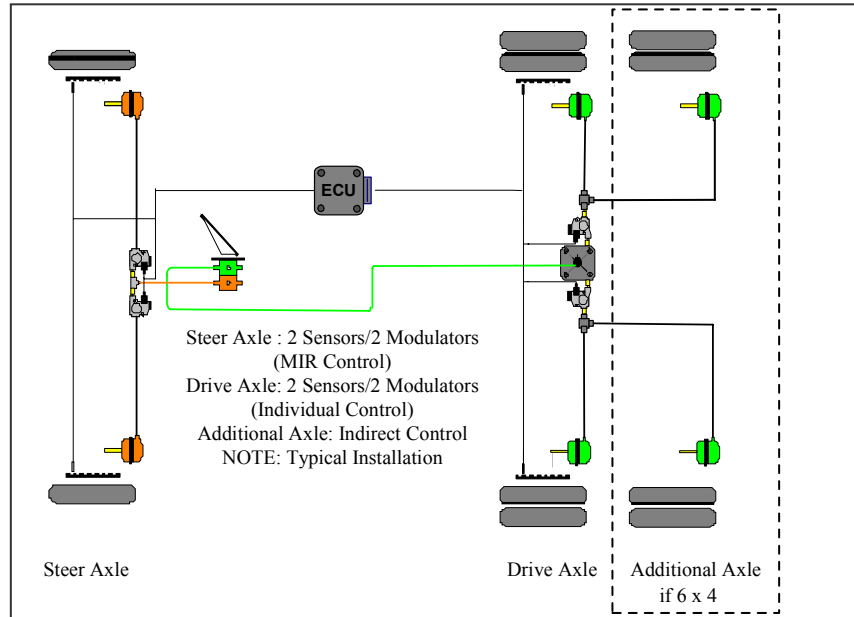 ECU
Steer Axle : 2 Sensors/2 Modulators
(MIR Control)
Drive Axle: 2 Sensors/2 Modulators
(Individual Control)
Additional Axle: Indirect Control
NOTE: Typical Installation
Steer Axle
Drive Axle
Additional Axle
if 6 x 4